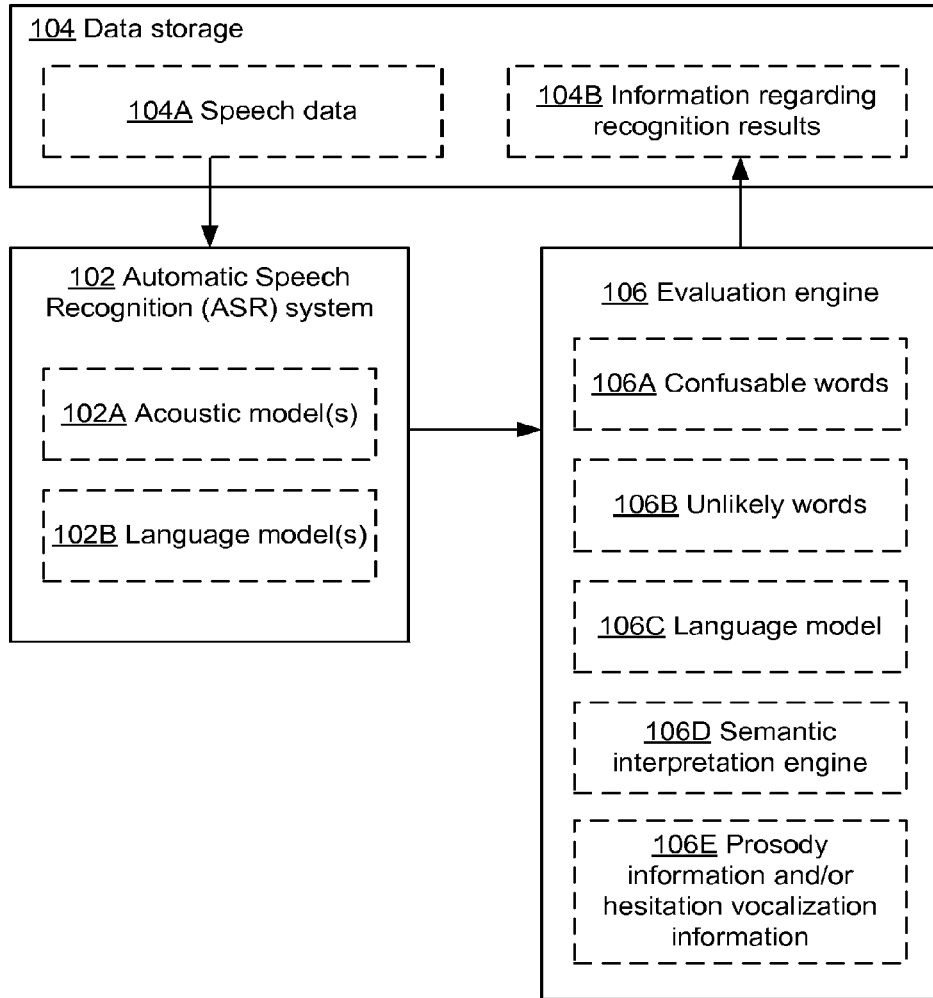 104 Data storage
104A Speech data
104B Information regarding
recognition results
102 Automatic Speech
Recognition (ASR) system
102A Acoustic model(s)
102B Language model(s)
106 Evaluation engine
106A Confusable words
106B Unlikely words
106C Language model
106D Semantic
interpretation engine
106E Prosody
information and/or
hesitation vocalization
information